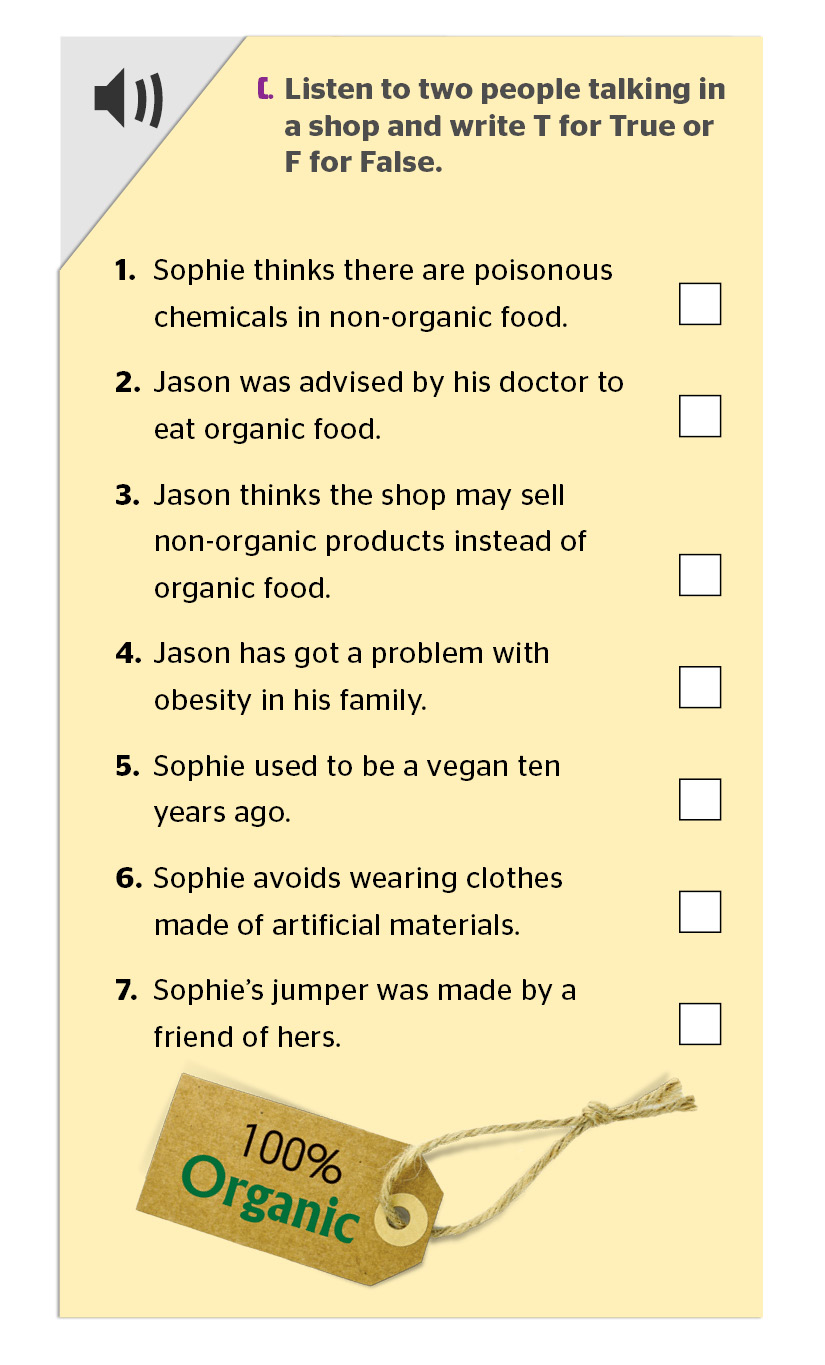 C. Listen to two people talking in
a shop and write T for True or
F for False.
1. Sophie thinks there are poisonous
chemicals in non-organic food.
2. Jason was advised by his doctor to
eat organic food.
3. Jason thinks the shop may sell
non-organic products instead of
organic food.
4. Jason has got a problem with
obesity in his family.
5. Sophie used to be a vegan ten
years ago.
6. Sophie avoids wearing clothes
made of artificial materials.
7. Sophie’s jumper was made by a
friend of hers.
100%
Organic